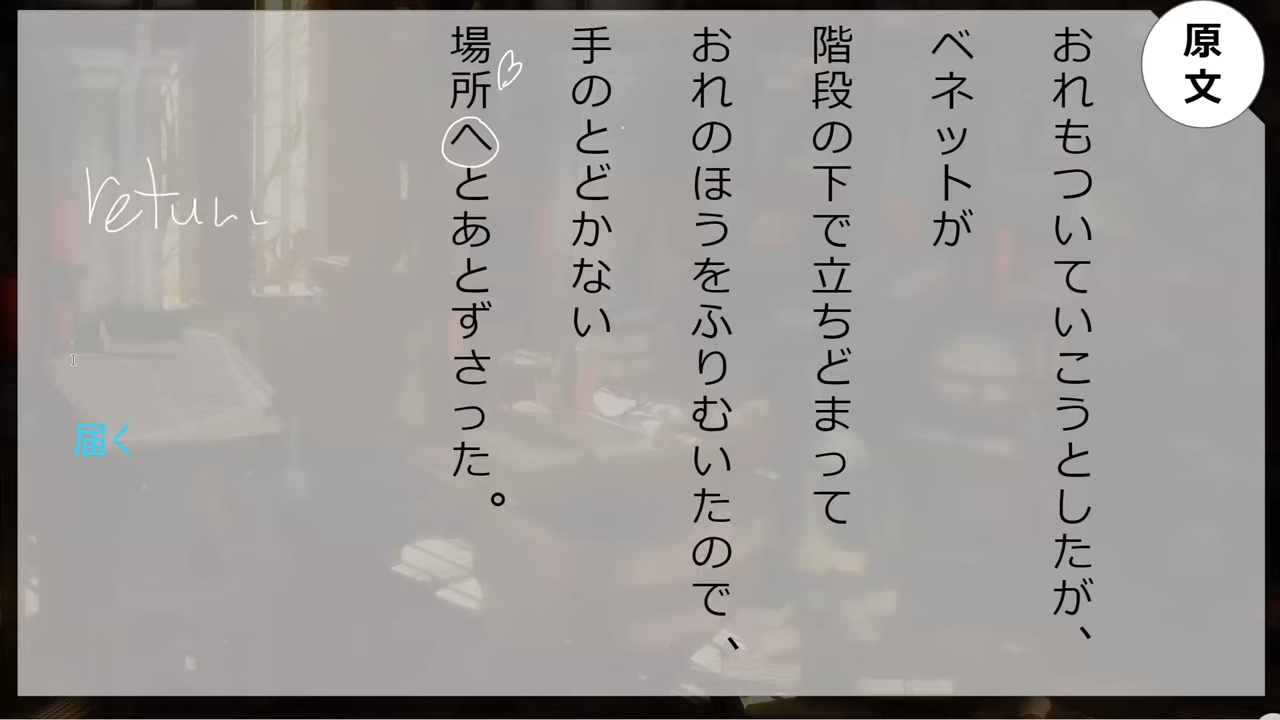 原文
おれもついていこうとしたが、
ベネットが
階段の下で立ちどまって
おれのほうをふりむいたので、
手のとどかない
場所へとあとずさった。
return
届く